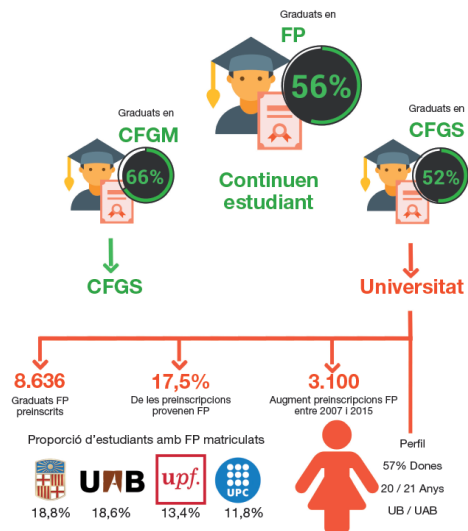 Graduats en
FP
56%
Graduats en
CFGM
66%
Continuen
estudiant
Graduats en
CFGS
52%
CFGS
Universitat
8.636
Graduats FP
preinscrits
17,5%
De les preinscripcions
provenen FP
3.100
Augment preinscripcions FP
entre 2007 i 2015
Proporció d'estudiants amb FP matriculats
UAB
upf.
UPC
18,8%
18,6%
13,4%
11,8%
Perfil
57% Dones
20 / 21 Anys
UB / UAB